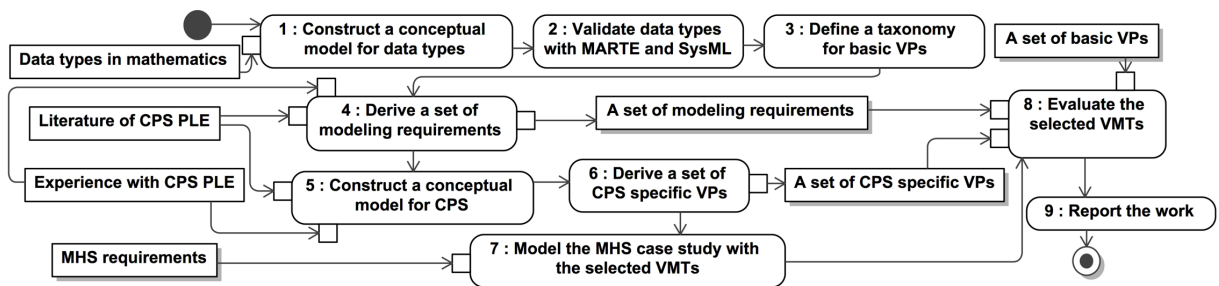 1 : Construct a conceptual
model for data types
2 : Validate data types
with MARTE and SysML
3 : Define a taxonomy
for basic VPs
A set of basic VPs
Data types in mathematics
4 : Derive a set of
modeling requirements
A set of modeling requirements
8 : Evaluate the
selected VMTs
Literature of CPS PLE
Experience with CPS PLE
5 : Construct a conceptual
model for CPS
6 : Derive a set of
CPS specific VPs
A set of CPS specific VPs
9 : Report the work
MHS requirements
7 : Model the MHS case study with
the selected VMTs